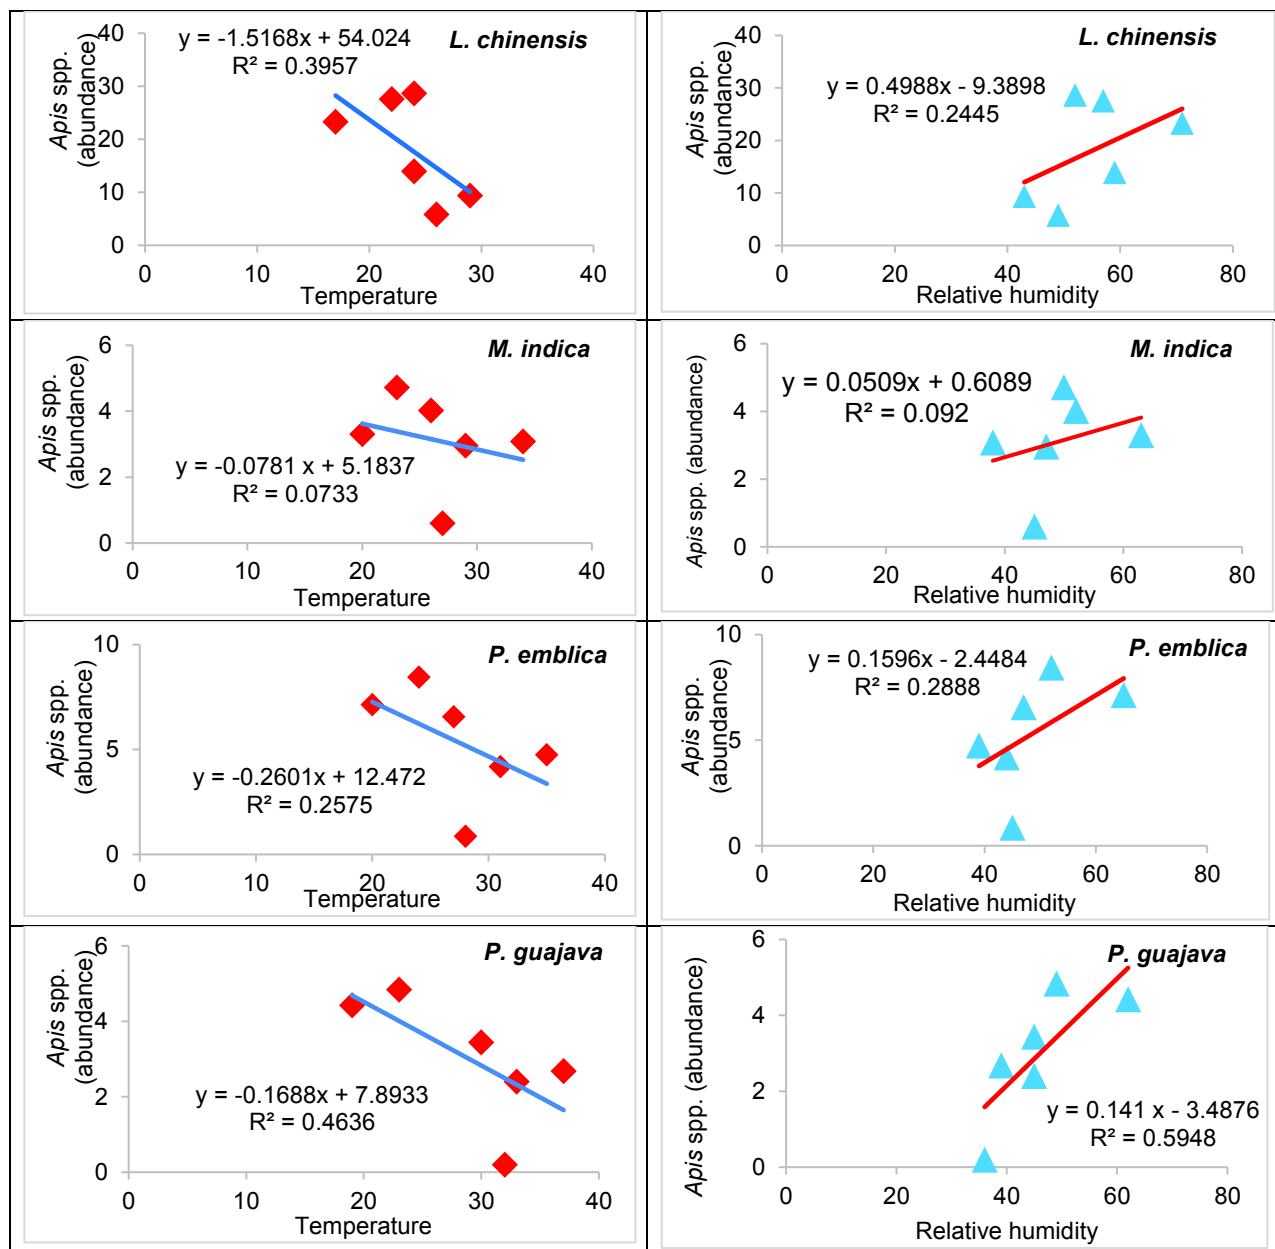 L. chinensis
y = -1.5168x + 54.024
R² = 0.3957
Apis spp.
(abundance)
40
30
20
10
0
0 10 20 30 40
Temperature
L. chinensis
y = 0.4988x - 9.3898
R² = 0.2445
Apis spp.
(abundance)
40
30
20
10
0
0 20 40 60 80
Relative humidity
M. indica
y = -0.0781 x + 5.1837
R² = 0.0733
Apis spp.
(abundance)
6
4
2
0
0 10 20 30 40
Temperature
M. indica
y = 0.0509x + 0.6089
R² = 0.092
Apis spp. (abundance)
6
4
2
0
0 20 40 60 80
Relative humidity
P. emblica
y = -0.2601x + 12.472
R² = 0.2575
Apis spp.
(abundance)
10
5
0
0 10 20 30 40
Temperature
P. emblica
y = 0.1596x - 2.4484
R² = 0.2888
Apis spp.
(abundance)
10
5
0
0 20 40 60 80
Relative humidity
P. guajava
y = -0.1688x + 7.8933
R² = 0.4636
Apis spp.
(abundance)
6
4
2
0
0 10 20 30 40
Temperature
P. guajava
y = 0.141 x - 3.4876
R² = 0.5948
Apis spp. (abundance)
6
4
2
0
0 20 40 60 80
Relative humidity